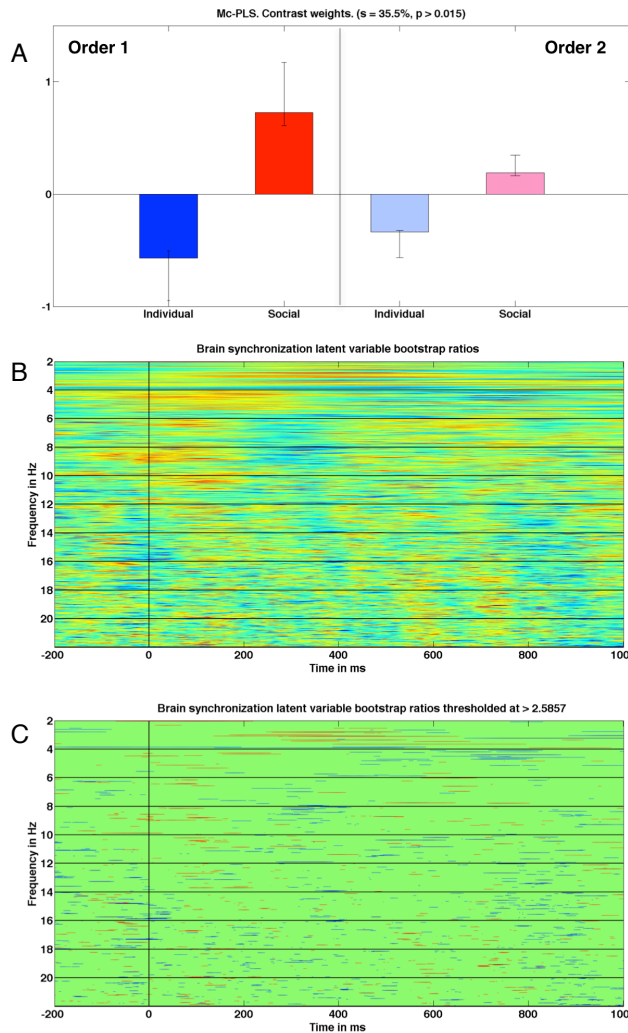 Mc-PLS. Contrast weights. (s = 35.5%, p > 0.015)
A
Order 1
Order 2
1
0
-1
Individual
Social
Individual
Social
B
Brain synchronization latent variable bootstrap ratios
Frequency in Hz
2
4
6
8
10
12
14
16
18
20
-200
0
200
400
600
800
100
Time in ms
C
Brain synchronization latent variable bootstrap ratios thresholded at > 2.5857
Frequency in Hz
2
4
6
8
10
12
14
16
18
20
-200
0
200
400
600
800
100
Time in ms